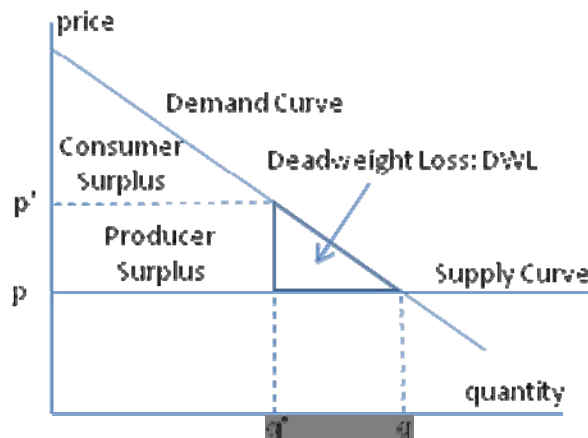 price
Demand Curve
Consumer
Surplus
Deadweight Loss: DWL
p'
Producer
Surplus
Supply Curve
p
quantity
q'
q